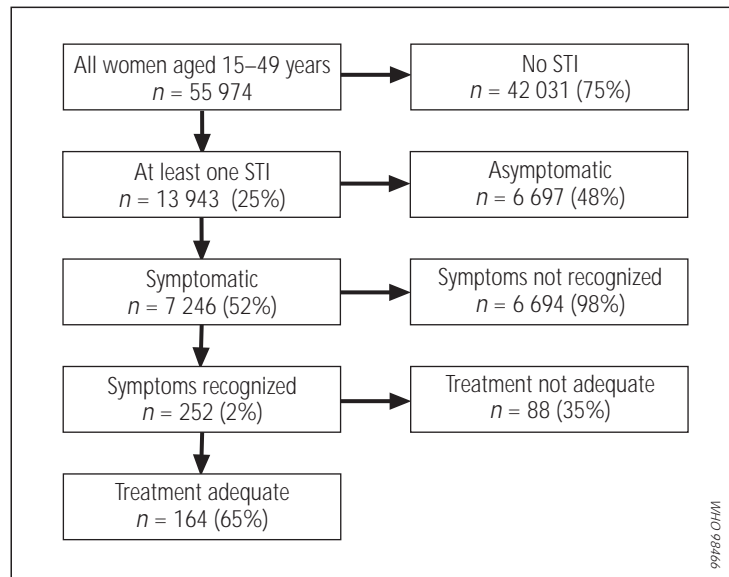 All women aged 15–49 years
n = 55 974
No STI
n = 42 031 (75%)
At least one STI
n = 13 943 (25%)
Asymptomatic
n = 6 697 (48%)
Symptomatic
n = 7 246 (52%)
Symptoms not recognized
n = 6 694 (98%)
Symptoms recognized
n = 252 (2%)
Treatment not adequate
n = 88 (35%)
Treatment adequate
n = 164 (65%)
WHO 98466